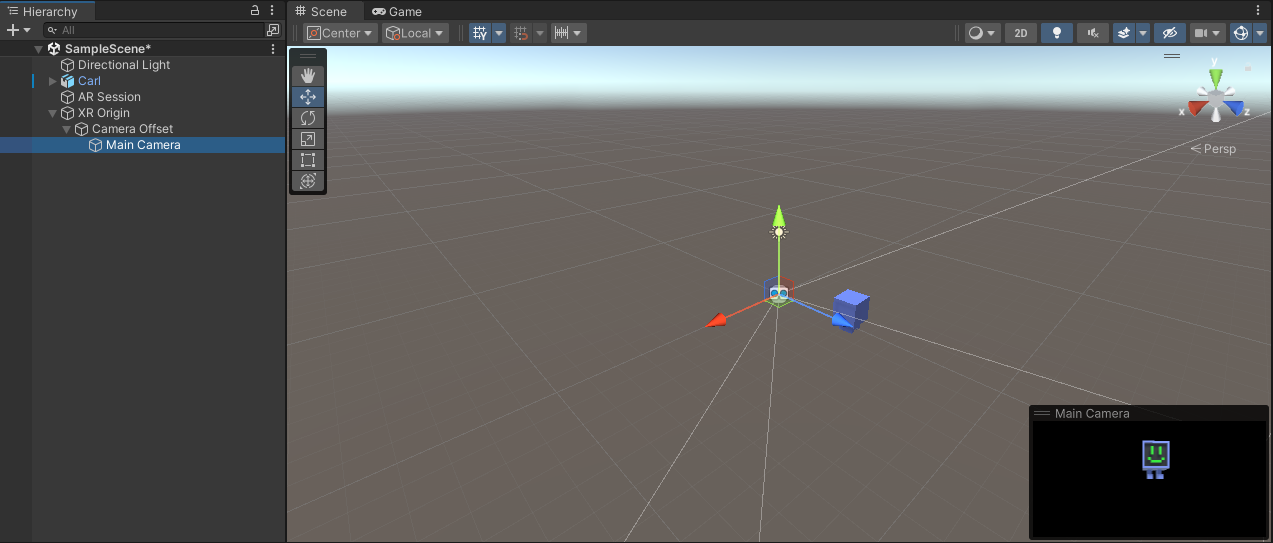 Hierarchy
Scene
Game
All
Center
Local
2D
SampleScene*
Directional Light
Carl
AR Session
XR Origin
Camera Offset
Main Camera
y
x
z
Persp
Main Camera